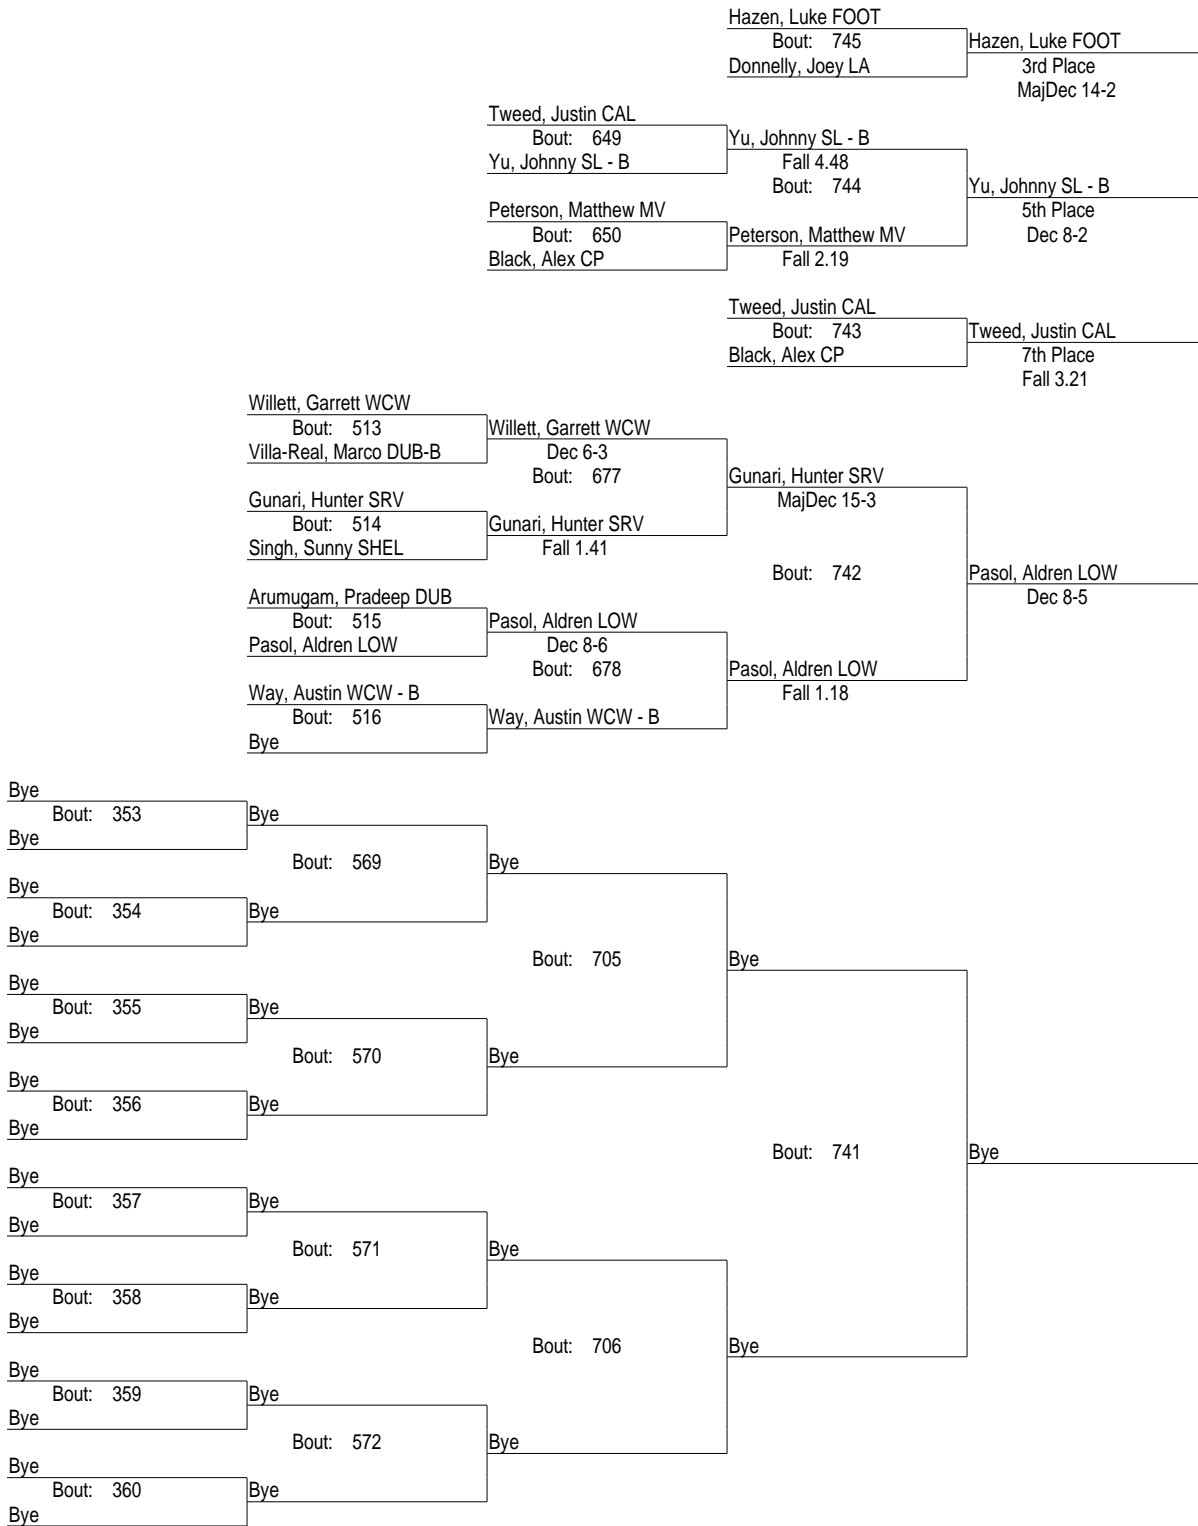 Hazen, Luke FOOT
Bout: 745
Hazen, Luke FOOT
Donnelly, Joey LA
3rd Place
MajDec 14-2
Tweed, Justin CAL
Bout: 649
Yu, Johnny SL - B
Yu, Johnny SL - B
Fall 4.48
Bout: 744
Yu, Johnny SL - B
Peterson, Matthew MV
5th Place
Bout: 650
Peterson, Matthew MV
Dec 8-2
Black, Alex CP
Fall 2.19
Tweed, Justin CAL
Bout: 743
Tweed, Justin CAL
Black, Alex CP
7th Place
Fall 3.21
Willett, Garrett WCW
Bout: 513
Willett, Garrett WCW
Villa-Real, Marco DUB-B
Dec 6-3
Bout: 677
Gunari, Hunter SRV
Gunari, Hunter SRV
MajDec 15-3
Bout: 514
Gunari, Hunter SRV
Singh, Sunny SHEL
Fall 1.41
Bout: 742
Pasol, Aldren LOW
Arumugam, Pradeep DUB
Dec 8-5
Bout: 515
Pasol, Aldren LOW
Pasol, Aldren LOW
Dec 8-6
Bout: 678
Pasol, Aldren LOW
Way, Austin WCW - B
Fall 1.18
Bout: 516
Way, Austin WCW - B
Bye
Bye
Bout: 353
Bye
Bye
Bout: 569
Bye
Bye
Bout: 354
Bye
Bye
Bout: 705
Bye
Bye
Bout: 355
Bye
Bye
Bout: 570
Bye
Bye
Bout: 356
Bye
Bye
Bout: 741
Bye
Bye
Bout: 357
Bye
Bye
Bout: 571
Bye
Bye
Bout: 358
Bye
Bye
Bout: 706
Bye
Bye
Bout: 359
Bye
Bye
Bout: 572
Bye
Bye
Bout: 360
Bye
Bye